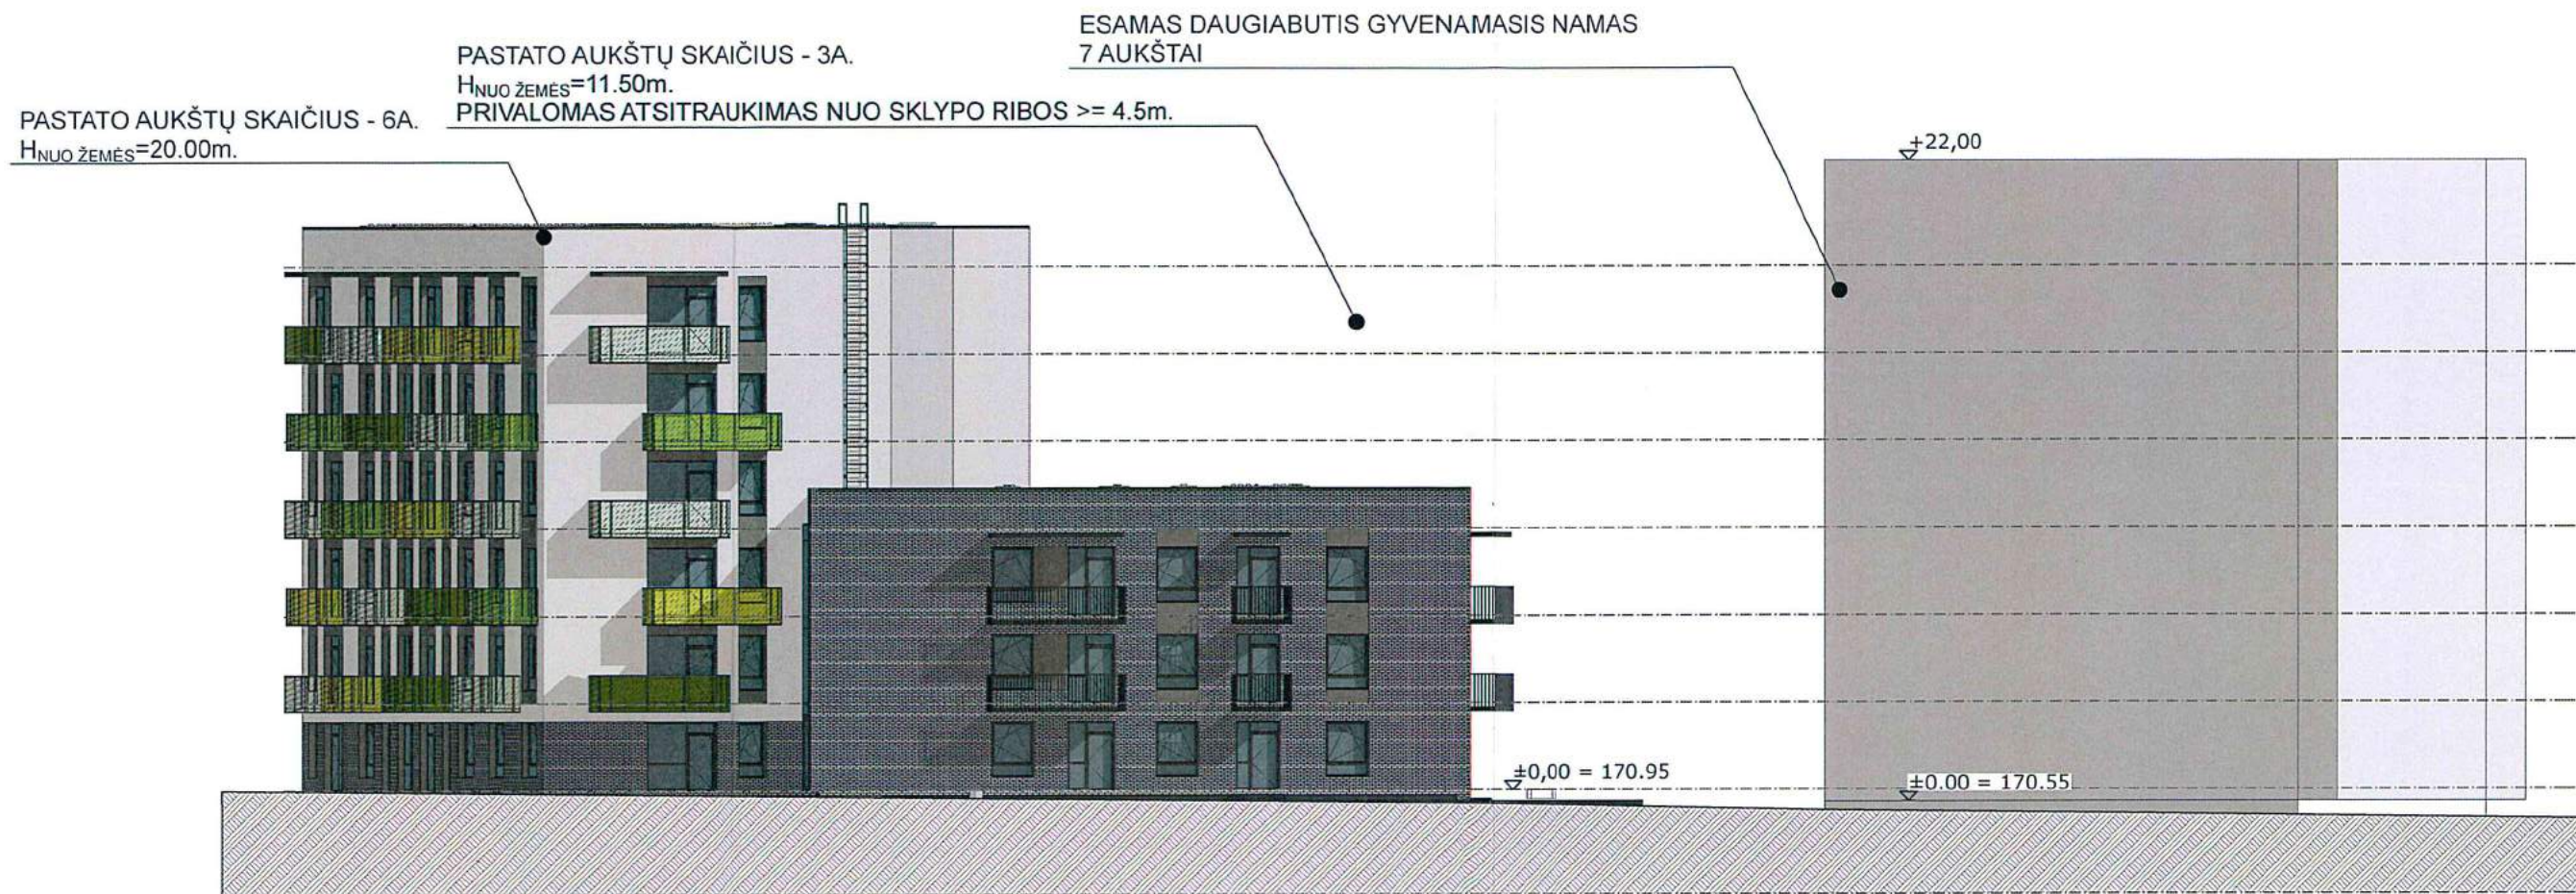 ESAMAS DAUGIABUTIS GYVENAMASIS NAMAS
7 AUKŠTAI
PASTATO AUKŠTŲ SKAIČIUS - 3A.
HNUO ŽEMĖS=11.50m.
PRIVALOMAS ATSITRAUKIMAS NUO SKLYPO RIBOS >= 4.5m.
PASTATO AUKŠTŲ SKAIČIUS - 6A.
HNUO ŽEMĖS=20.00m.
+22,00
±0,00 = 170.95
±0.00 = 170.55